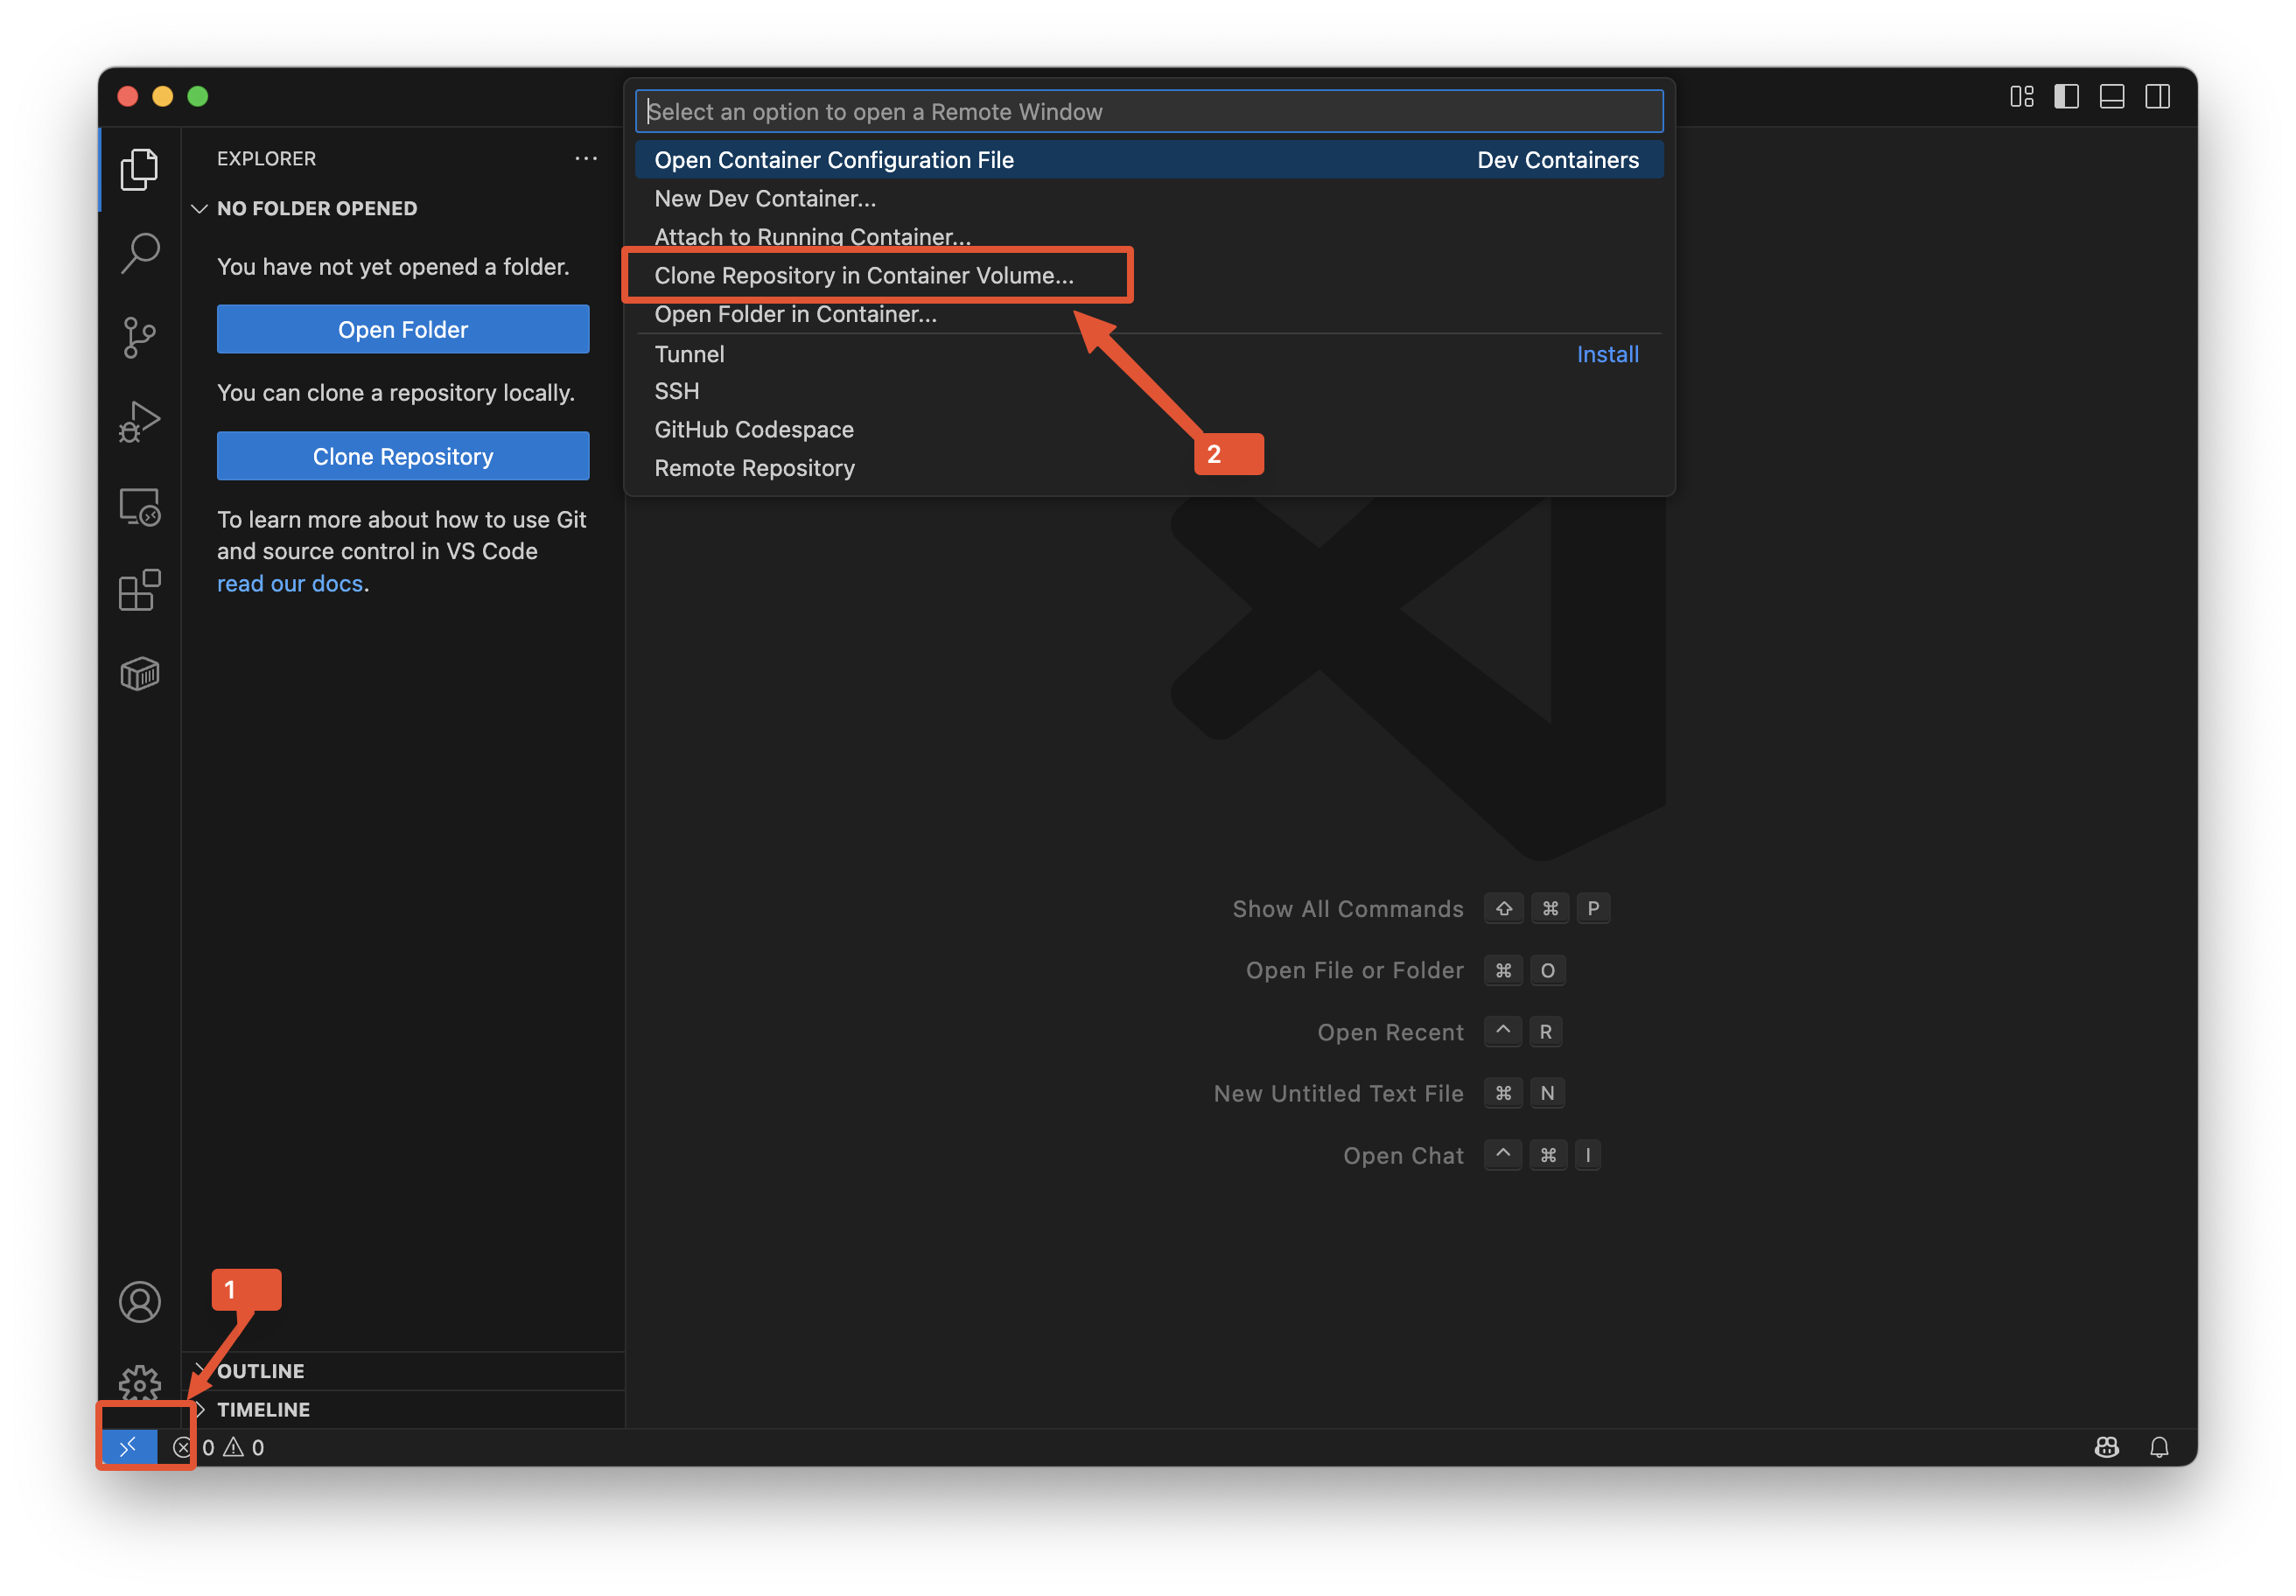 Select an option to open a Remote Window
Open Container Configuration File Dev Containers
New Dev Container...
Attach to Running Container...
Clone Repository in Container Volume...
Open Folder in Container...
Tunnel Install
SSH
GitHub Codespace
Remote Repository
2
EXPLORER
NO FOLDER OPENED
You have not yet opened a folder.
Open Folder
You can clone a repository locally.
Clone Repository
To learn more about how to use Git
and source control in VS Code
read our docs.
Show All Commands ⇧ ⌘ P
Open File or Folder ⌘ O
Open Recent ^ R
New Untitled Text File ⌘ N
Open Chat ^ ⌘ I
1
OUTLINE
TIMELINE
0 0